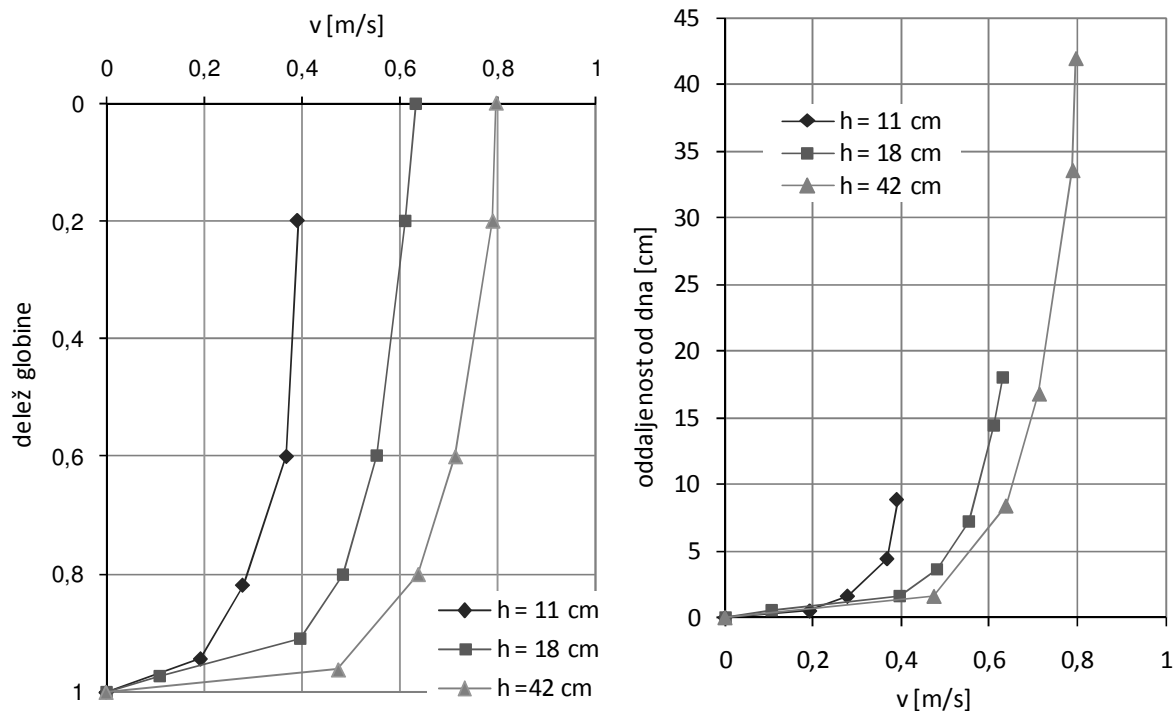 v [m/s]
0 0,2 0,4 0,6 0,8 1
0
0,2
0,4
0,6
0,8
1
delež globine
h = 11 cm
h = 18 cm
h =42 cm
45
40
35
30
25
20
15
10
5
0
oddaljenost od dna [cm]
h = 11 cm
h = 18 cm
h = 42 cm
0 0,2 0,4 0,6 0,8 1
v [m/s]